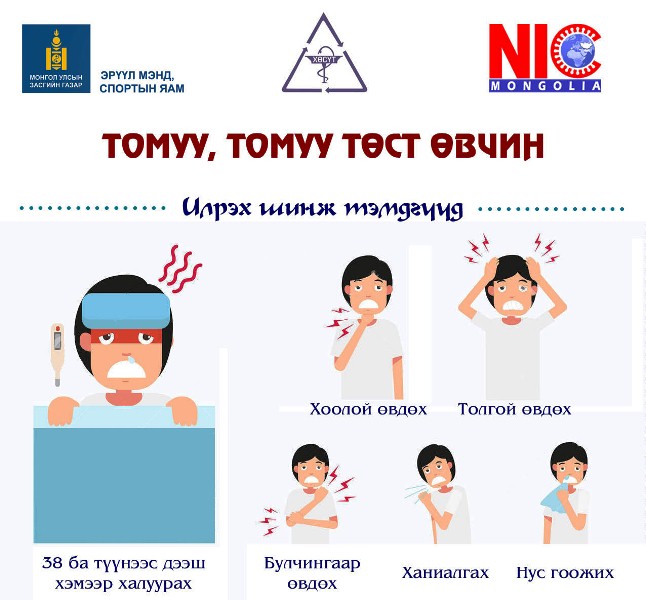 МОНГОЛ УЛСЫН
ЗАСГИЙН ГАЗАР
ЭРҮҮЛ МЭНД,
СПОРТЫН ЯАМ
ХӨСҮТ
NIC
MONGOLIA
ТОМУУ, ТОМУУ ТӨСТ ӨВЧИН
Илрэх шинж тэмдгүүд
Хоолой өвдөх
Толгой өвдөх
38 ба түүнээс дээш
хэмээр халуурах
Булчингаар
өвдөх
Ханиалгах
Нус гоожих